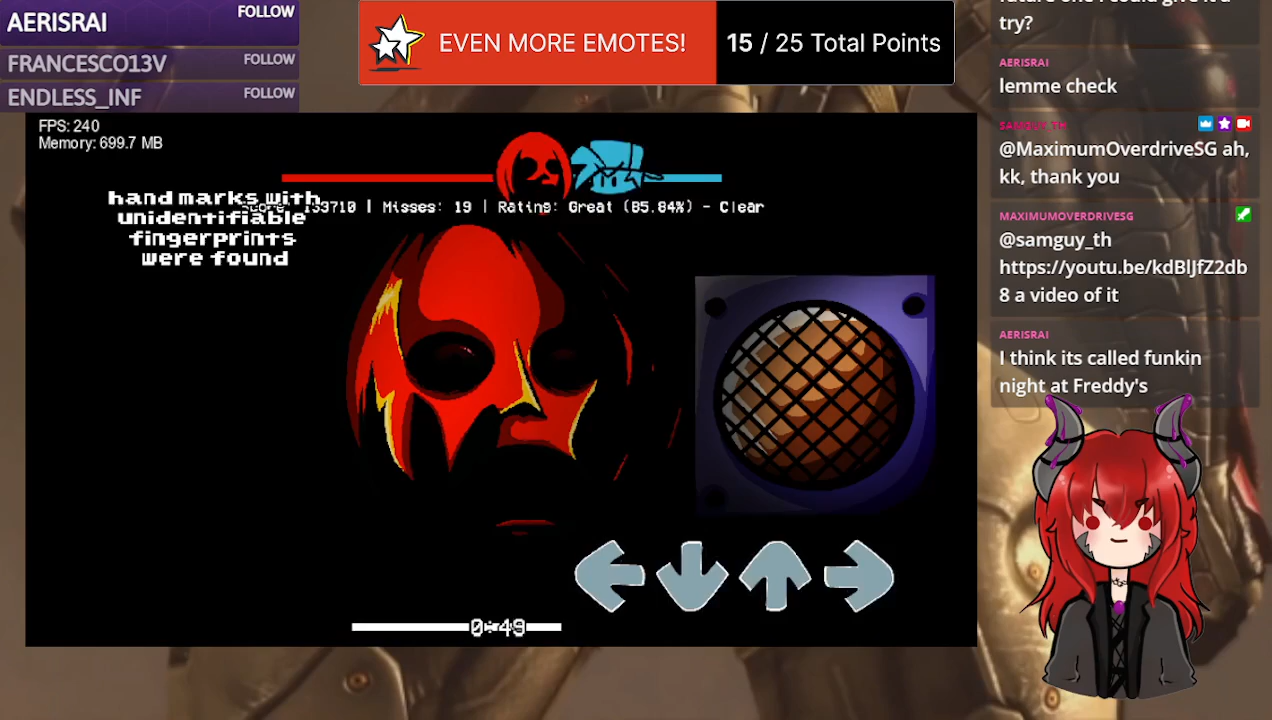 AERISRAI FOLLOW
FRANCESCO13V FOLLOW
ENDLESS_INF FOLLOW
EVEN MORE EMOTES! 15 / 25 Total Points
FPS: 240
Memory: 699.7 MB
hand marks with
unidentifiable
fingerprints
were found
Misses: 19 | Rating: Great (85.84%) - Clear
0:49
try?
AERISRAI
lemme check
SAMGUY_TH
@MaximumOverdriveSG ah,
kk, thank you
MAXIMUMOVERDRIVESG
@samguy_th
https://youtu.be/kdBlJfZ2db
8 a video of it
AERISRAI
I think its called funkin
night at Freddy's